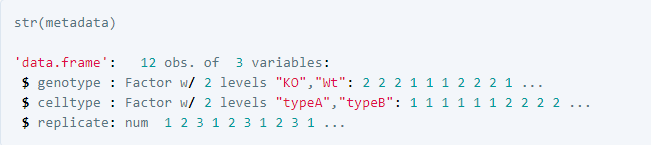 str(metadata)
'data.frame':   12 obs. of  3 variables:
 $ genotype : Factor w/ 2 levels "KO","Wt": 2 2 2 1 1 1 2 2 2 1 ...
 $ celltype : Factor w/ 2 levels "typeA","typeB": 1 1 1 1 1 1 2 2 2 2 ...
 $ replicate: num  1 2 3 1 2 3 1 2 3 1 ...